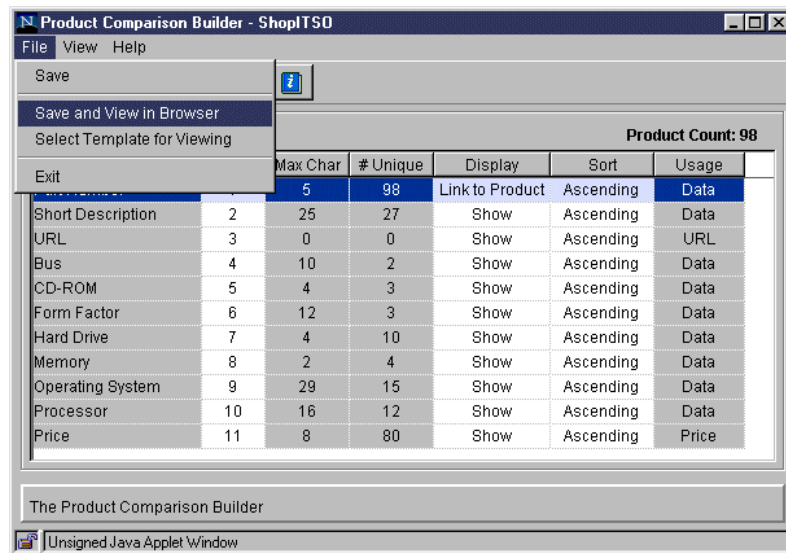 Product Comparison Builder - ShopITSO
File View Help
Save
Save and View in Browser
Select Template for Viewing
Exit
Product Count: 98
Max Char # Unique Display Sort Usage
5 98 Link to Product Ascending Data
Short Description 2 25 27 Show Ascending Data
URL 3 0 0 Show Ascending URL
Bus 4 10 2 Show Ascending Data
CD-ROM 5 4 3 Show Ascending Data
Form Factor 6 12 3 Show Ascending Data
Hard Drive 7 4 10 Show Ascending Data
Memory 8 2 4 Show Ascending Data
Operating System 9 29 15 Show Ascending Data
Processor 10 16 12 Show Ascending Data
Price 11 8 80 Show Ascending Price
The Product Comparison Builder
Unsigned Java Applet Window